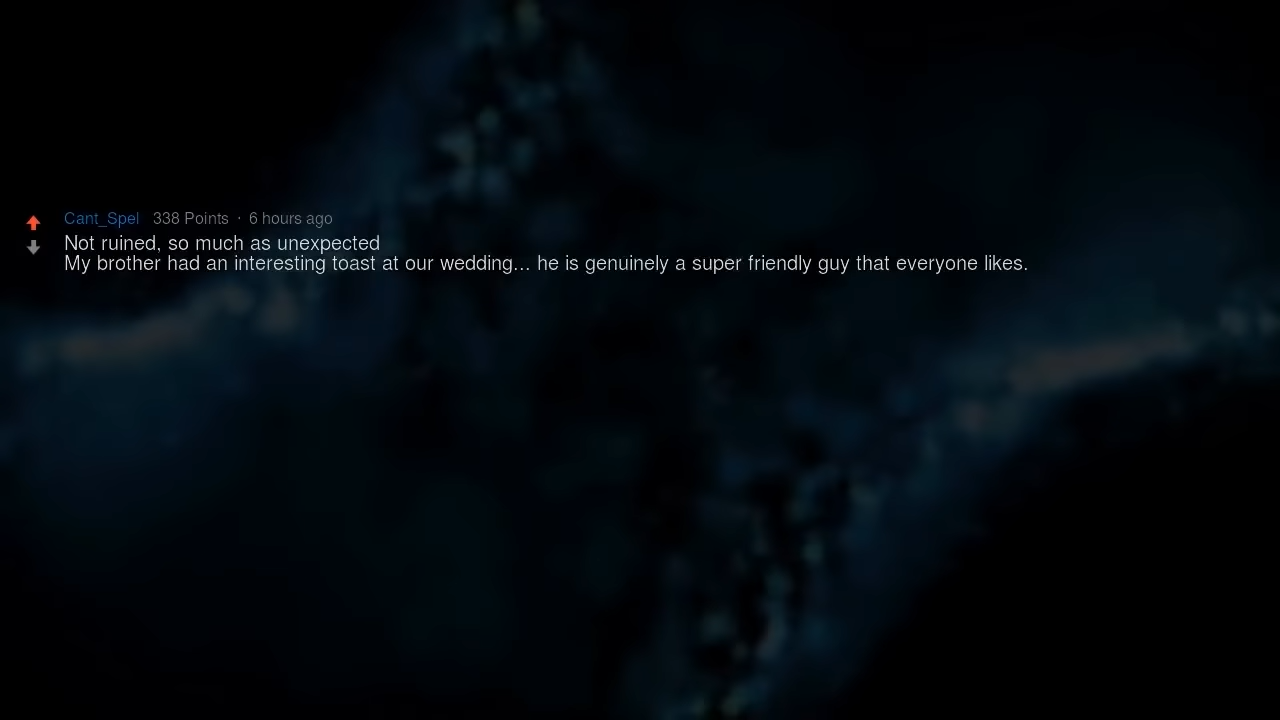 Cant_Spel 338 Points · 6 hours ago
Not ruined, so much as unexpected
My brother had an interesting toast at our wedding... he is genuinely a super friendly guy that everyone likes.